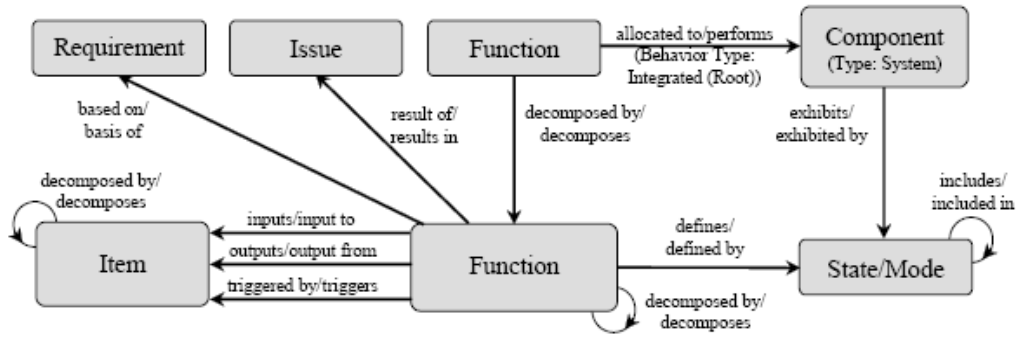 Requirement
Issue
Function
allocated to/performs
(Behavior Type:
Integrated (Root))
Component
(Type: System)
based on/
basis of
result of/
results in
decomposed by/
decomposes
exhibits/
exhibited by
decomposed by/
decomposes
includes/
included in
Item
inputs/input to
outputs/output from
triggered by/triggers
Function
defines/
defined by
State/Mode
decomposed by/
decomposes